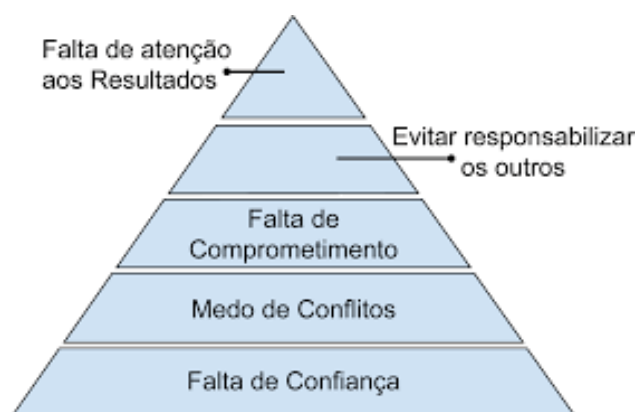 Falta de atenção
aos Resultados
Evitar responsabilizar
os outros
Falta de
Comprometimento
Medo de Conflitos
Falta de Confiança